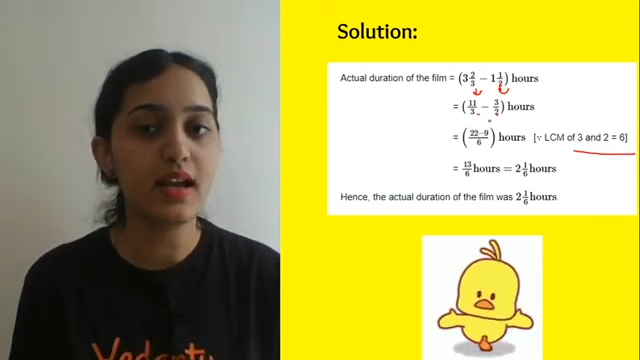 Solution:
Actual duration of the film = (3 2/3 − 1 1/2) hours
= (11/3 − 3/2) hours
= (22−9/6) hours [∵ LCM of 3 and 2 = 6]
= 13/6 hours = 2 1/6 hours
Hence, the actual duration of the film was 2 1/6 hours
Vedantu